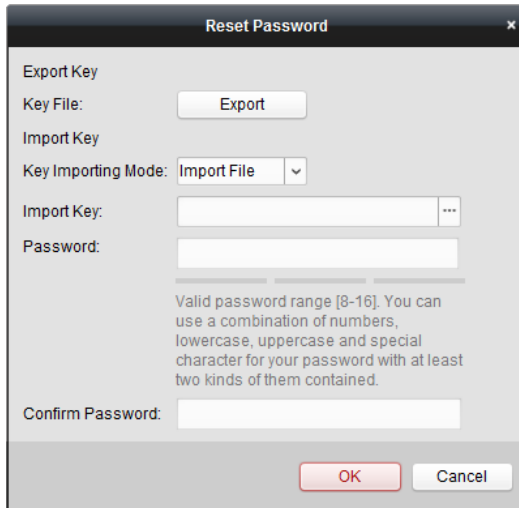 Reset Password ×
Export Key
Key File: Export
Import Key
Key Importing Mode: Import File
Import Key: ...
Password:
Valid password range [8-16]. You can
use a combination of numbers,
lowercase, uppercase and special
character for your password with at least
two kinds of them contained.
Confirm Password:
OK Cancel